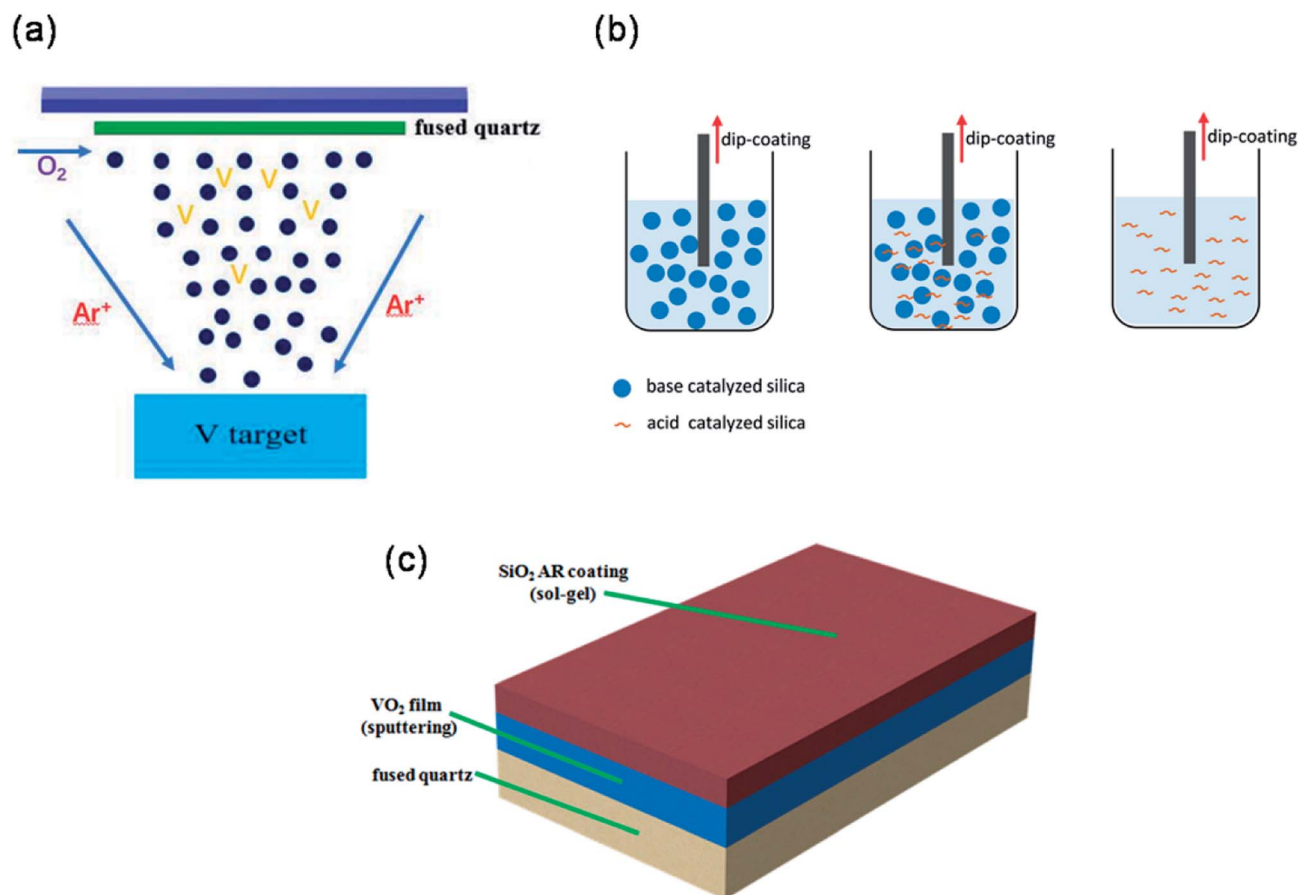 (a)
fused quartz
O₂
V
V
V
V
V
Ar⁺
Ar⁺
V target
(b)
dip-coating
dip-coating
dip-coating
base catalyzed silica
acid catalyzed silica
(c)
SiO₂ AR coating
(sol-gel)
VO₂ film
(sputtering)
fused quartz